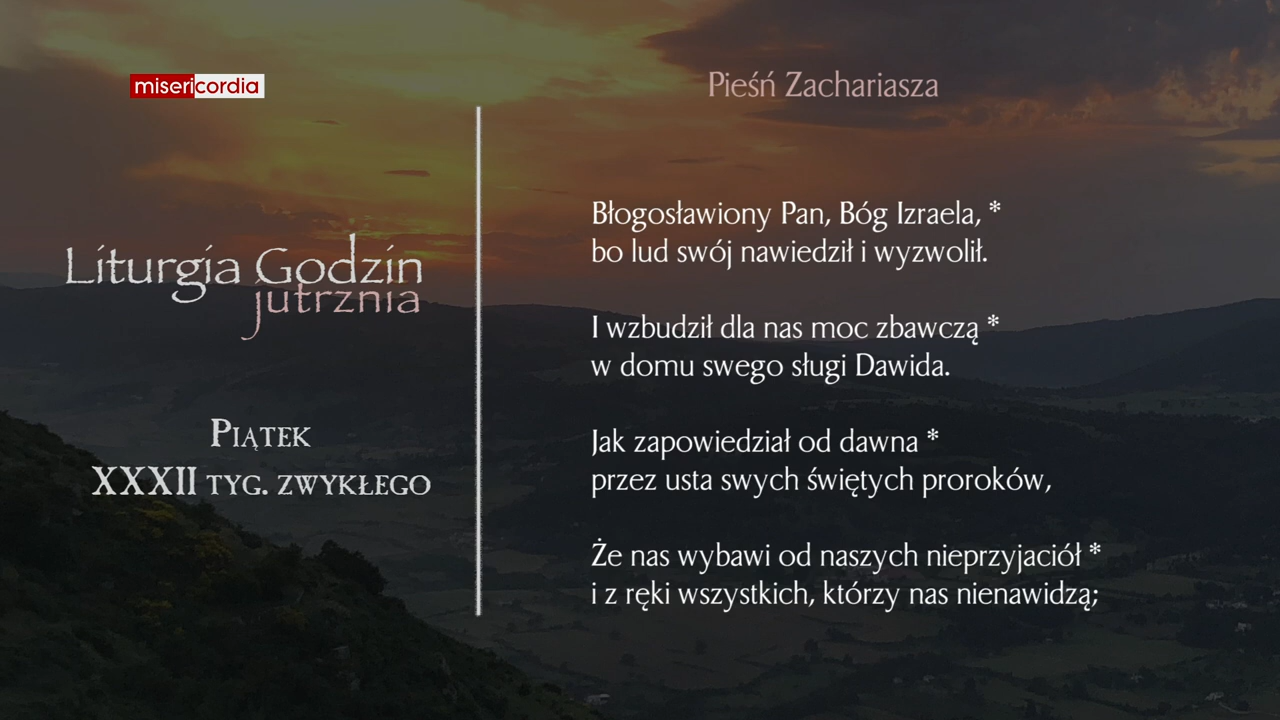 misericordia
Liturgia Godzin
jutrznia
Piątek
XXXII tyg. zwykłego
Pieśń Zachariasza
Błogosławiony Pan, Bóg Izraela, *
bo lud swój nawiedził i wyzwolił.
I wzbudził dla nas moc zbawczą *
w domu swego sługi Dawida.
Jak zapowiedział od dawna *
przez usta swych świętych proroków,
Że nas wybawi od naszych nieprzyjaciół *
i z ręki wszystkich, którzy nas nienawidzą;